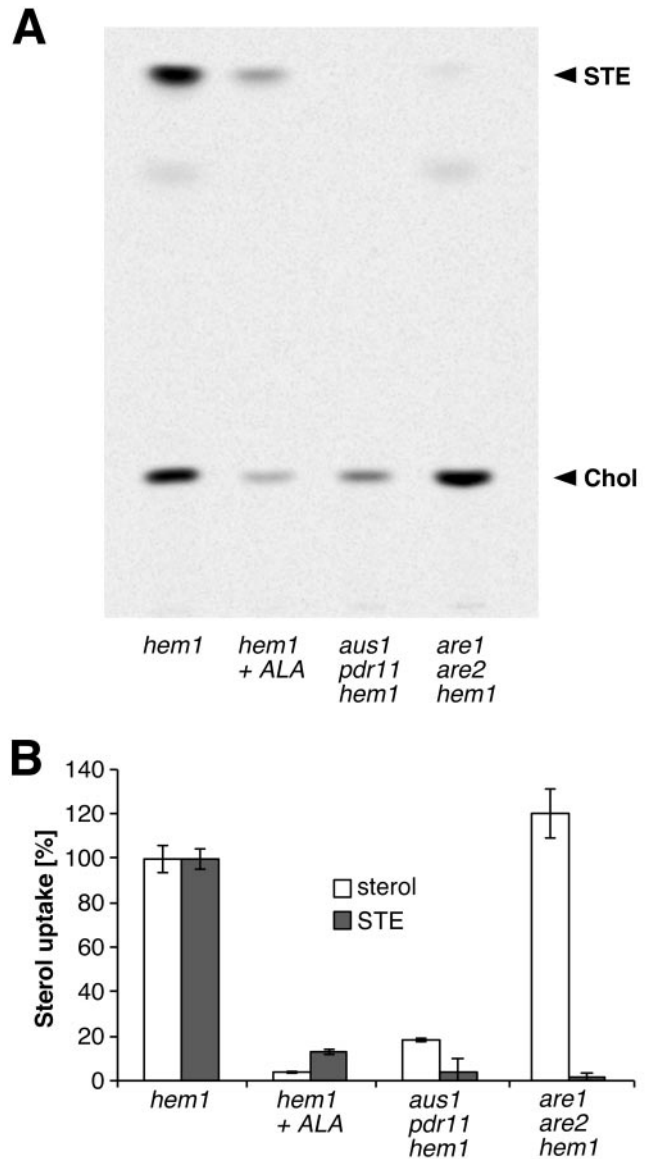 A
◄ STE
◄ Chol
hem1 hem1 aus1 are1
+ ALA pdr11 are2
hem1 hem1
B
140
120
100
80
60
40
20
0
Sterol uptake [%]
sterol
STE
hem1 hem1 aus1 are1
+ ALA pdr11 are2
hem1 hem1